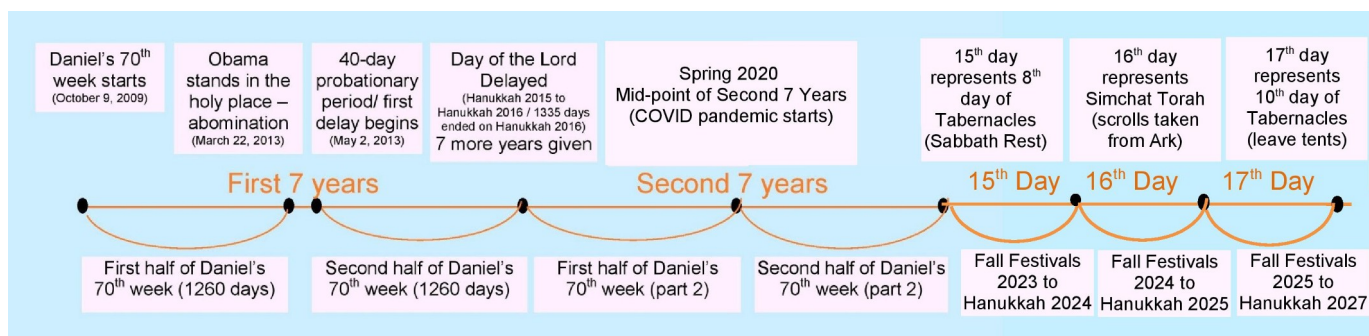 Daniel's 70th
week starts
(October 9, 2009)
Obama
stands in the
holy place –
abomination
(March 22, 2013)
40-day
probationary
period/ first
delay begins
(May 2, 2013)
Day of the Lord
Delayed
(Hanukkah 2015 to
Hanukkah 2016 / 1335 days
ended on Hanukkah 2016)
7 more years given
Spring 2020
Mid-point of Second 7 Years
(COVID pandemic starts)
15th day
represents 8th
day of
Tabernacles
(Sabbath Rest)
16th day
represents
Simchat Torah
(scrolls taken
from Ark)
17th day
represents
10th day of
Tabernacles
(leave tents)
First 7 years
Second 7 years
15th Day
16th Day
17th Day
First half of Daniel's
70th week (1260 days)
Second half of Daniel's
70th week (1260 days)
First half of Daniel's
70th week (part 2)
Second half of Daniel's
70th week (part 2)
Fall Festivals
2023 to
Hanukkah 2024
Fall Festivals
2024 to
Hanukkah 2025
Fall Festivals
2025 to
Hanukkah 2027